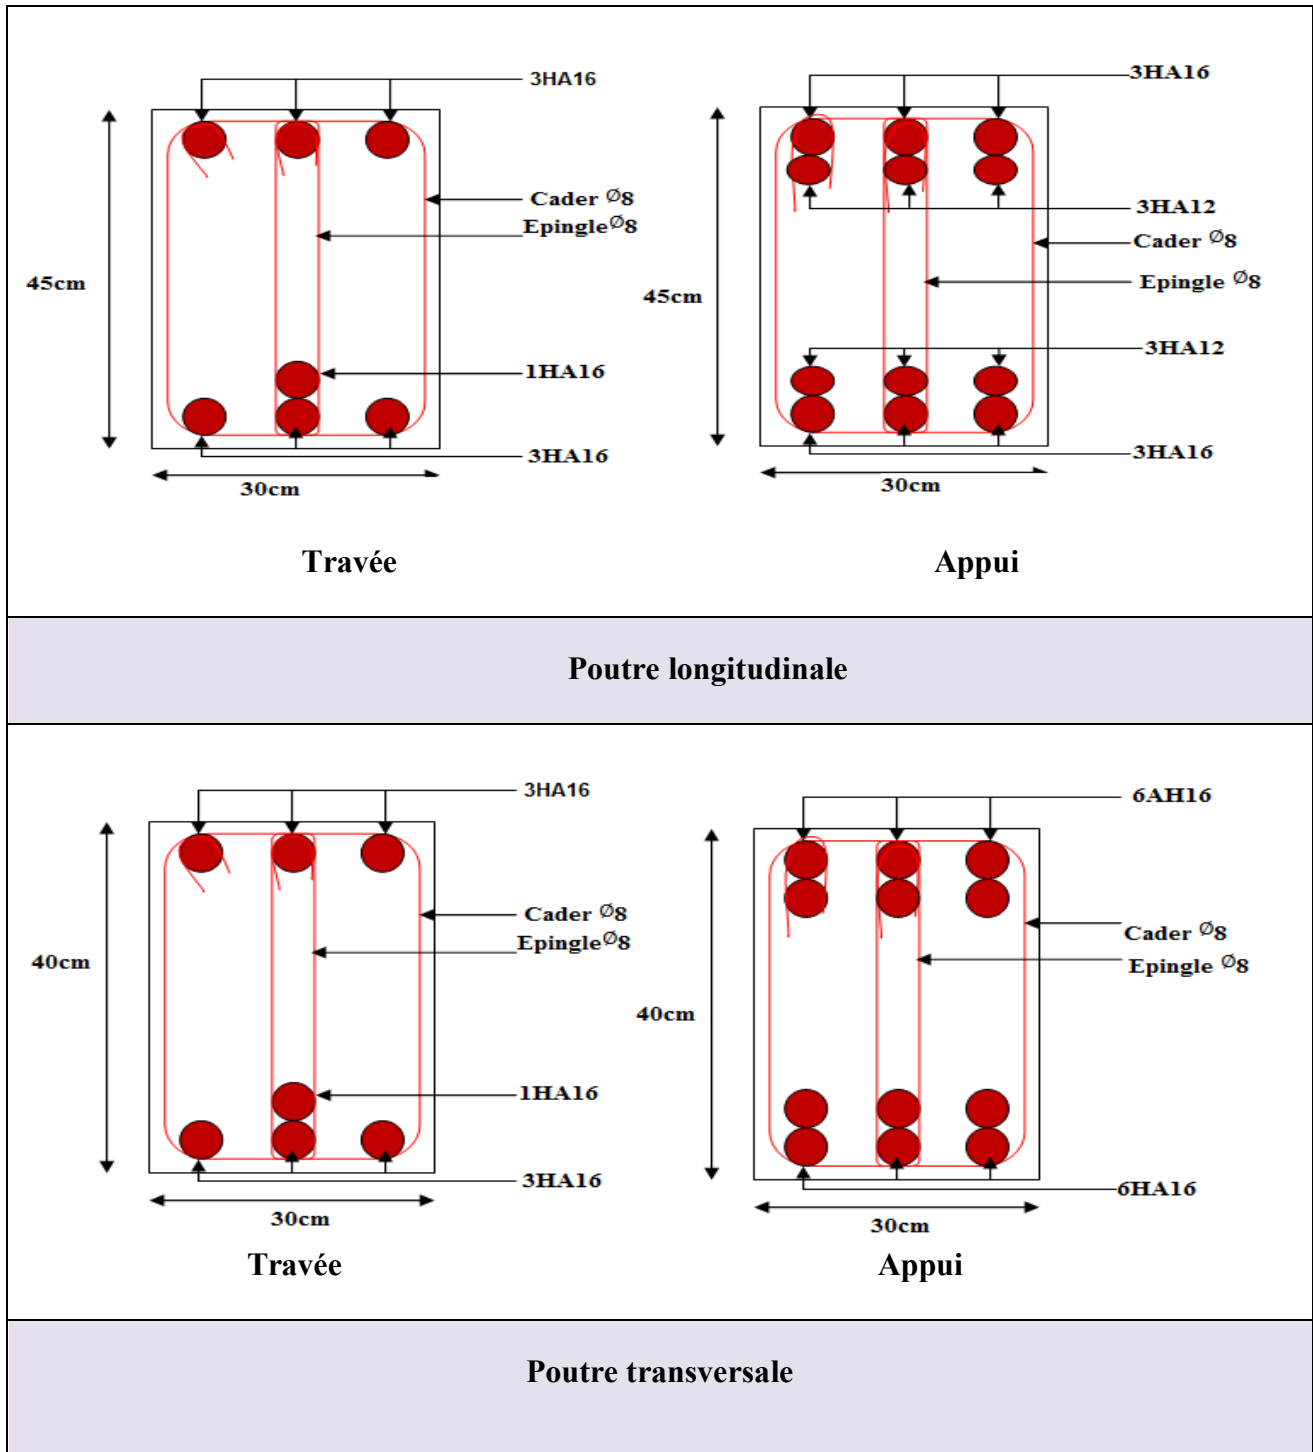 3HA16
Cader Ø8
Epingle Ø8
45cm
1HA16
3HA16
30cm
Travée
3HA16
3HA12
Cader Ø8
Epingle Ø8
45cm
3HA12
3HA16
30cm
Appui
Poutre longitudinale
3HA16
Cader Ø8
Epingle Ø8
40cm
1HA16
3HA16
30cm
Travée
6AH16
Cader Ø8
Epingle Ø8
40cm
6HA16
30cm
Appui
Poutre transversale